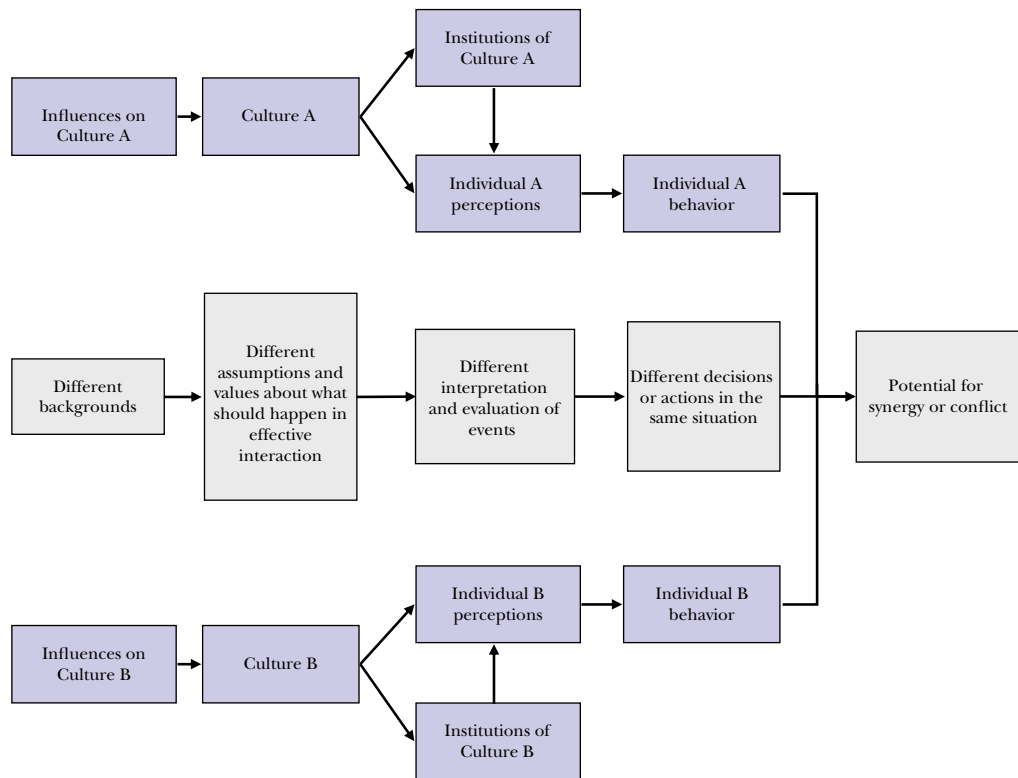 Institutions of
Culture A
Influences on
Culture A
Culture A
Individual A
perceptions
Individual A
behavior
Different
backgrounds
Different
assumptions and
values about what
should happen in
effective
interaction
Different
interpretation
and evaluation of
events
Different decisions
or actions in the
same situation
Potential for
synergy or conflict
Individual B
perceptions
Individual B
behavior
Influences on
Culture B
Culture B
Institutions of
Culture B